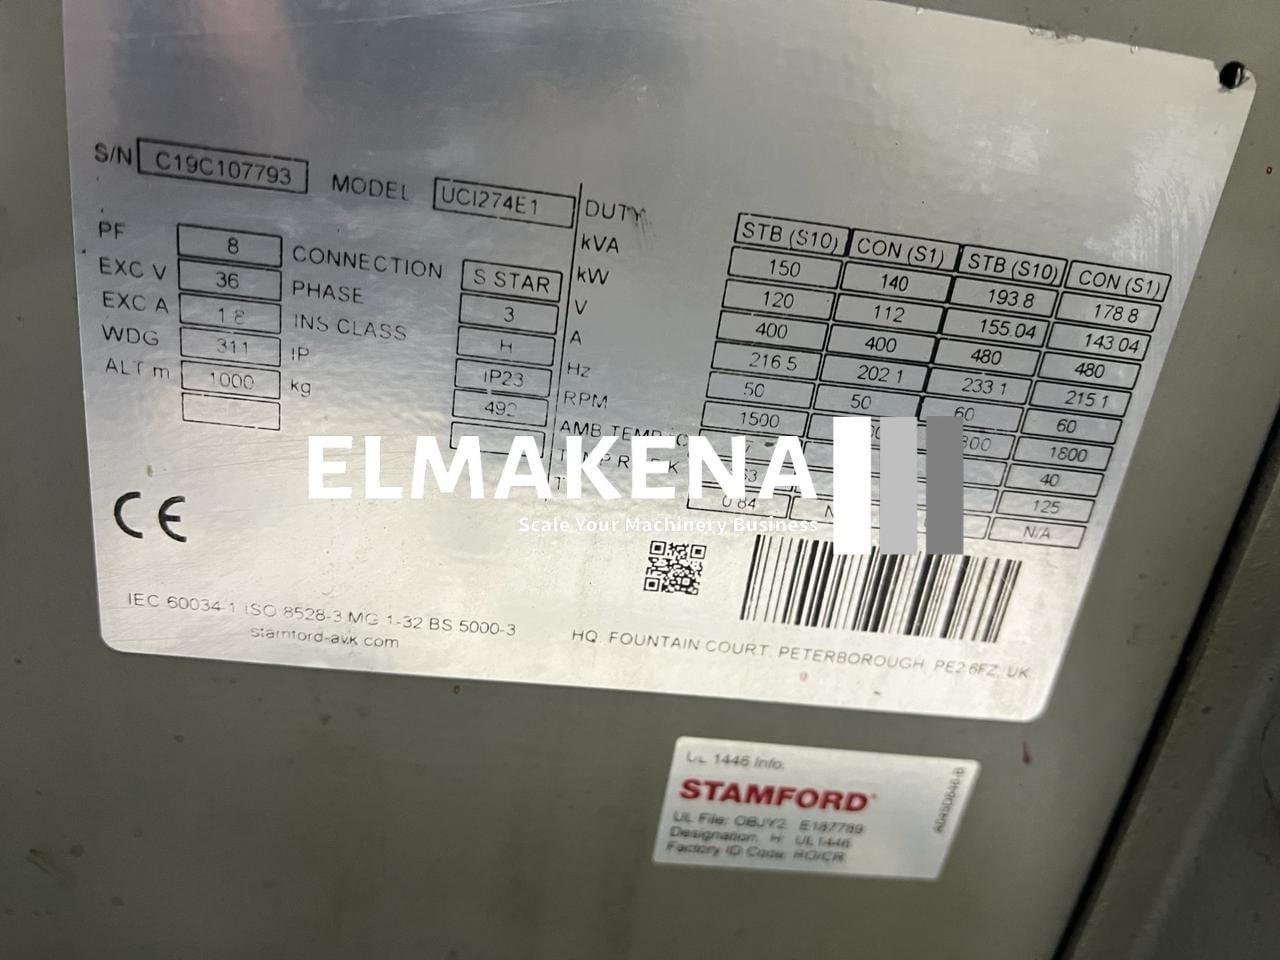 S/N C19C107793 MODEL UCI274E1
PF 8 CONNECTION S STAR
EXC V 36 PHASE 3
EXC A 1 8 INS CLASS H
WDG 311 IP IP23
ALT m 1000 kg 492
DUTY STB (S10) CON (S1) STB (S10) CON (S1)
kVA 150 140 193.8 178 8
kW 120 112 155.04 143.04
V 400 400 480 480
A 216 5 202 1 233 1 215 1
Hz 50 50 60 60
RPM 1500 1800
AMB TEMP 40
125
0 84 N/A
ELMAKENA
Scale Your Machinery Business
CE
IEC 60034-1 ISO 8528-3 MG 1-32 BS 5000-3
stamford-avk.com
HQ. FOUNTAIN COURT, PETERBOROUGH, PE2 6FZ, UK
UL 1446 Info.
STAMFORD
UL File: OBJY2. E187789
Designation: H UL1446
Factory ID Code: RO/CR